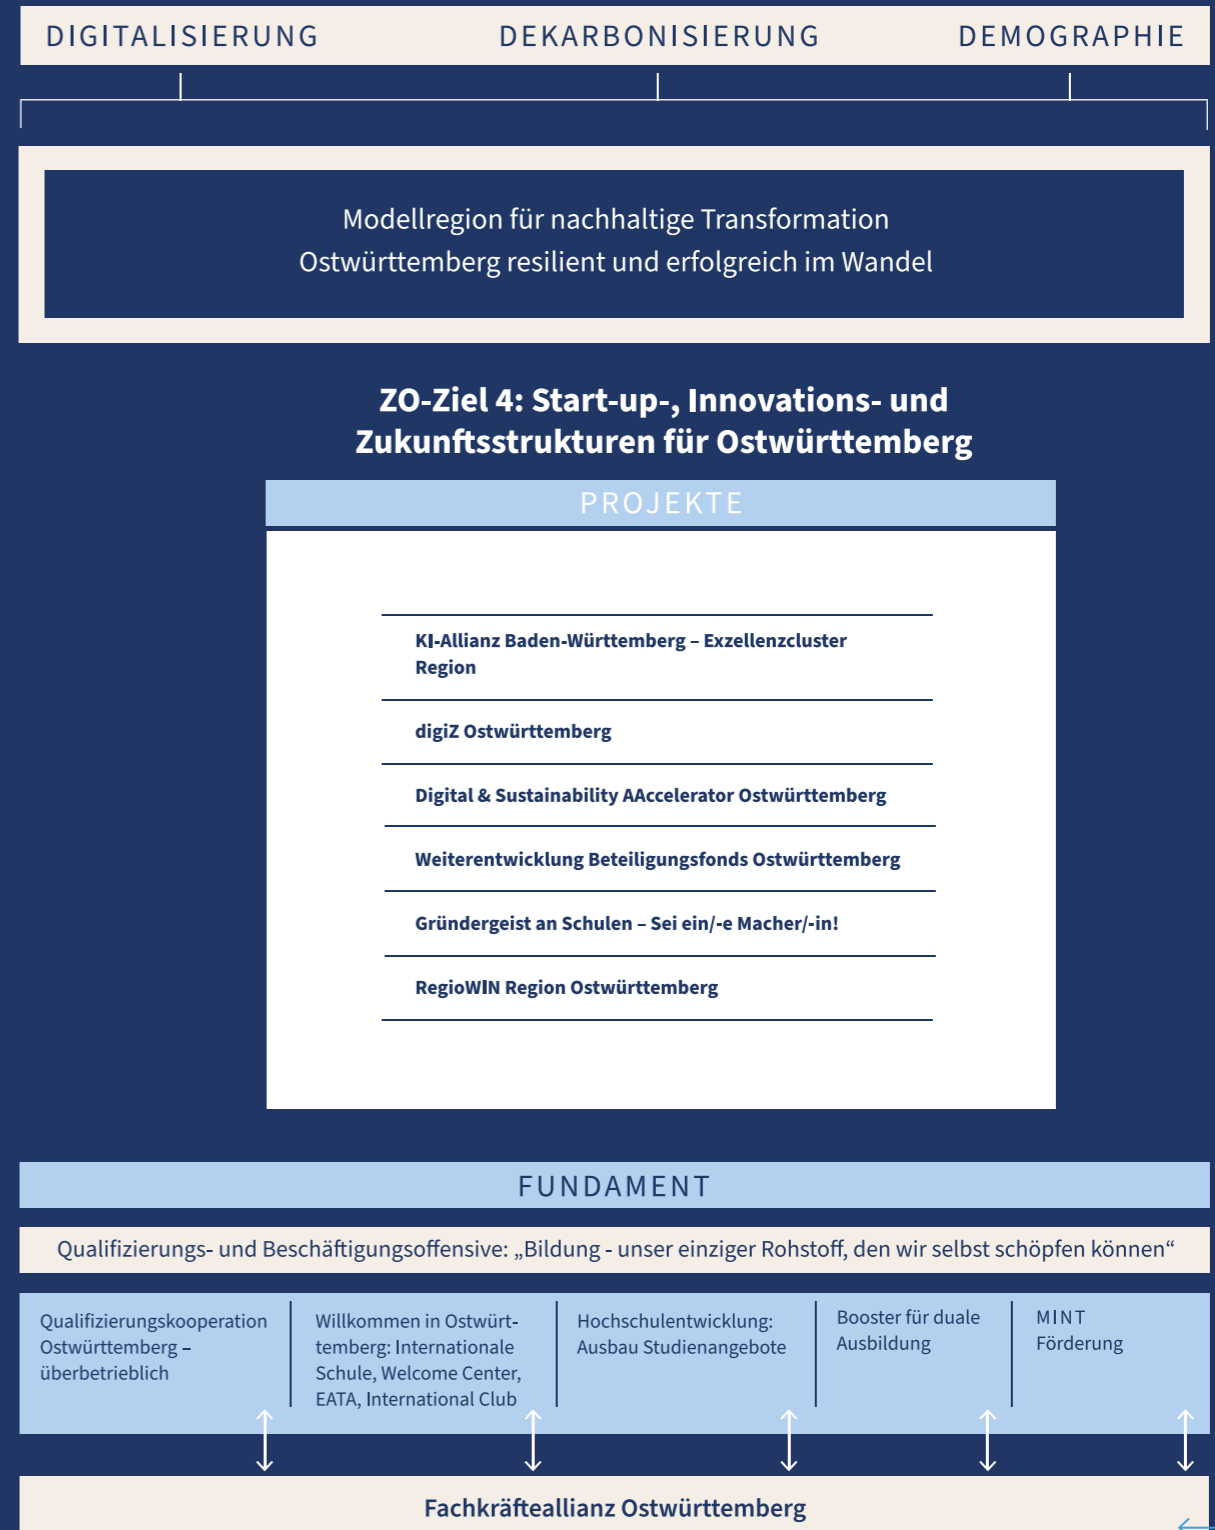 DIGITALISIERUNG DEKARBONISIERUNG DEMOGRAPHIE
Modellregion für nachhaltige Transformation
Ostwürttemberg resilient und erfolgreich im Wandel
ZO-Ziel 4: Start-up-, Innovations- und
Zukunftsstrukturen für Ostwürttemberg
PROJEKTE
KI-Allianz Baden-Württemberg – Exzellenzcluster
Region
digiZ Ostwürttemberg
Digital & Sustainability AAccelerator Ostwürttemberg
Weiterentwicklung Beteiligungsfonds Ostwürttemberg
Gründergeist an Schulen – Sei ein/-e Macher/-in!
RegioWIN Region Ostwürttemberg
FUNDAMENT
Qualifizierungs- und Beschäftigungsoffensive: „Bildung - unser einziger Rohstoff, den wir selbst schöpfen können“
Qualifizierungskooperation
Ostwürttemberg –
überbetrieblich
Willkommen in Ostwürt-
temberg: Internationale
Schule, Welcome Center,
EATA, International Club
Hochschulentwicklung:
Ausbau Studienangebote
Booster für duale
Ausbildung
MINT
Förderung
Fachkräfteallianz Ostwürttemberg